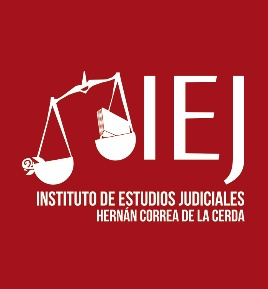 IEJ
INSTITUTO DE ESTUDIOS JUDICIALES
HERNÁN CORREA DE LA CERDA